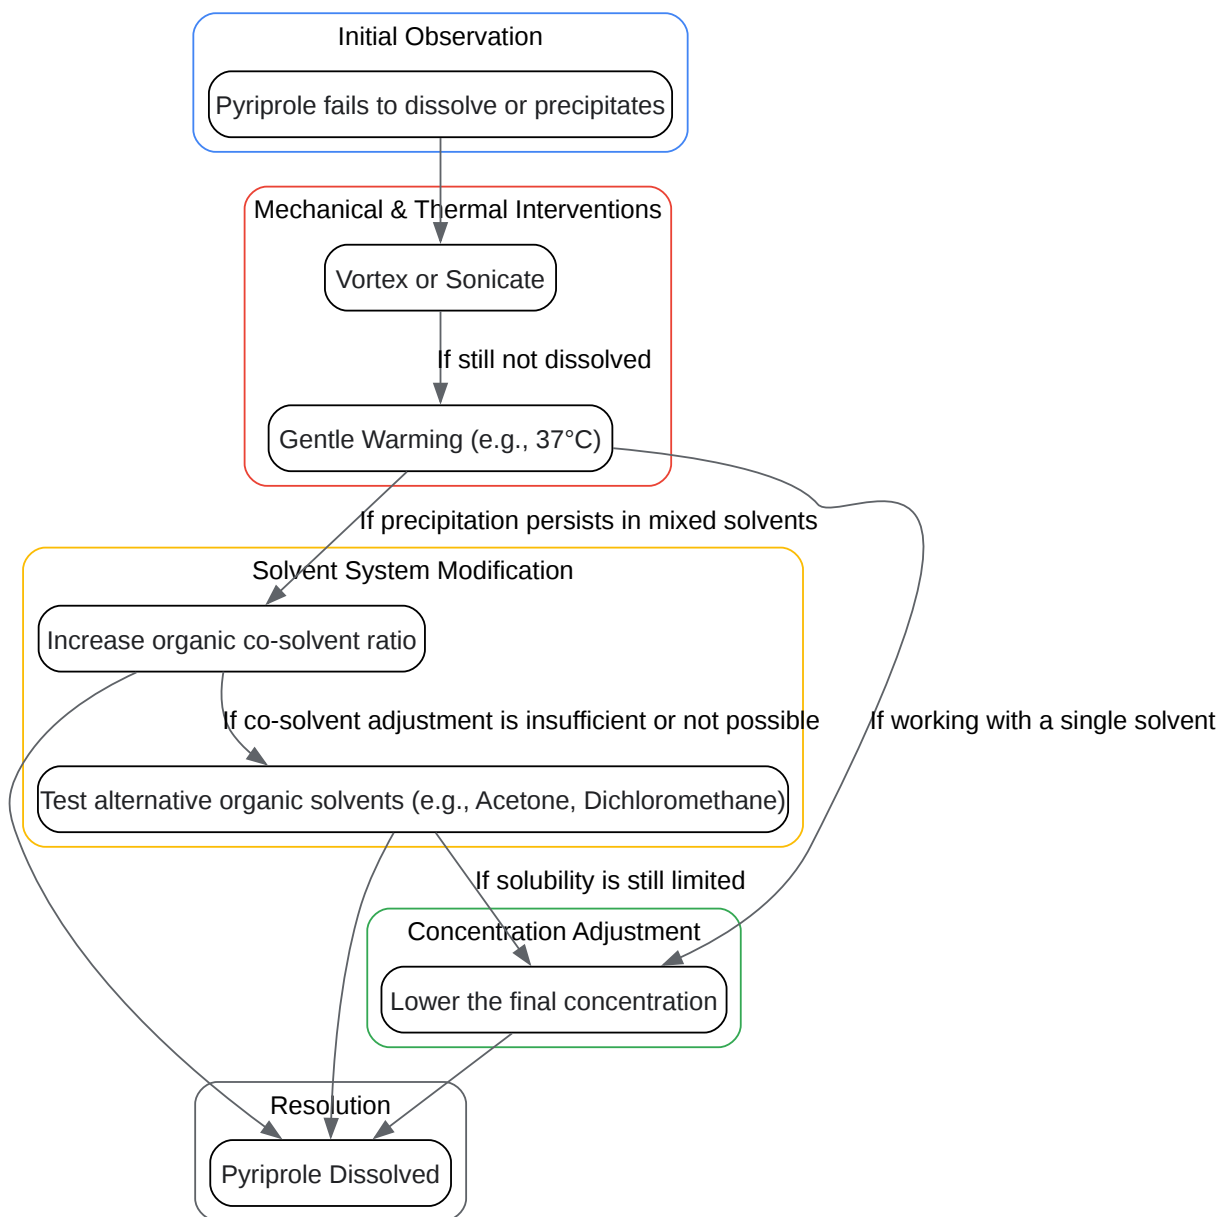 Initial Observation
Pyriprole fails to dissolve or precipitates
Mechanical & Thermal Interventions
Vortex or Sonicate
If still not dissolved
Gentle Warming (e.g., 37°C)
If precipitation persists in mixed solvents
Solvent System Modification
Increase organic co-solvent ratio
If co-solvent adjustment is insufficient or not possible
If working with a single solvent
Test alternative organic solvents (e.g., Acetone, Dichloromethane)
If solubility is still limited
Concentration Adjustment
Lower the final concentration
Resolution
Pyriprole Dissolved